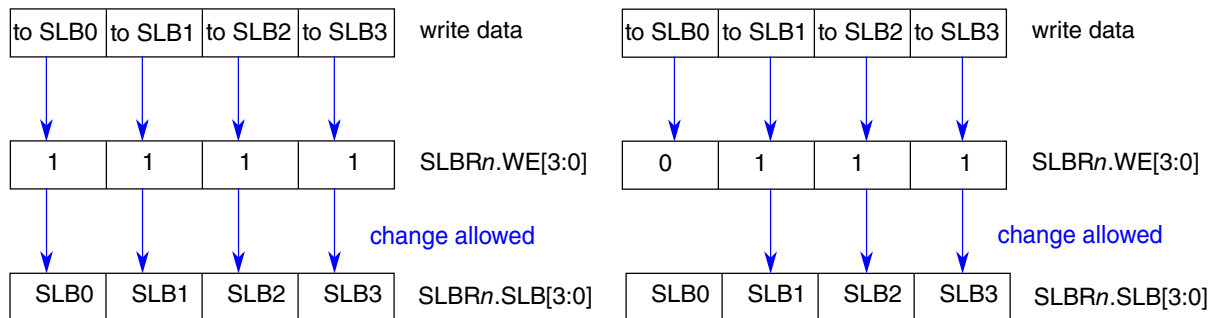 to SLB0 to SLB1 to SLB2 to SLB3 write data
1 1 1 1 SLBRn.WE[3:0]
change allowed
SLB0 SLB1 SLB2 SLB3 SLBRn.SLB[3:0]
to SLB0 to SLB1 to SLB2 to SLB3 write data
0 1 1 1 SLBRn.WE[3:0]
change allowed
SLB0 SLB1 SLB2 SLB3 SLBRn.SLB[3:0]